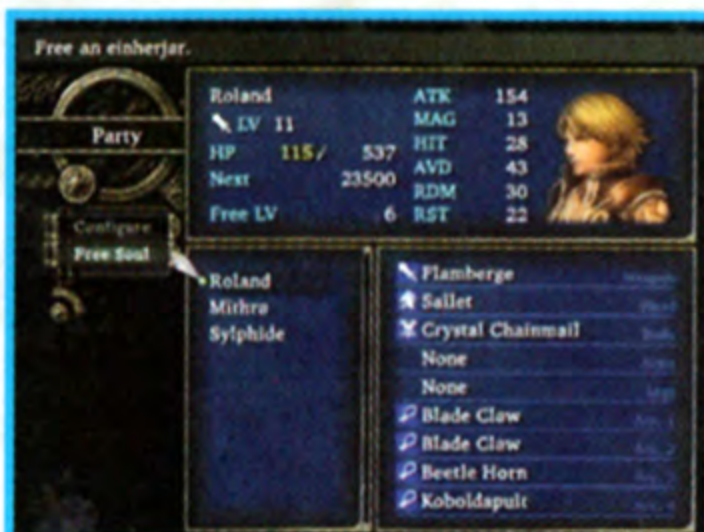 Free an einherjar.
Party
Configure
Free Soul
Roland
LV 11
HP 115/ 537
Next 23500
Free LV 6
ATK 154
MAG 13
HIT 28
AVD 43
RDM 30
RST 22
Roland
Mithra
Sylphide
Flamberge
Sallet
Crystal Chainmail
None
None
Blade Claw
Blade Claw
Beetle Horn
Koboldapult